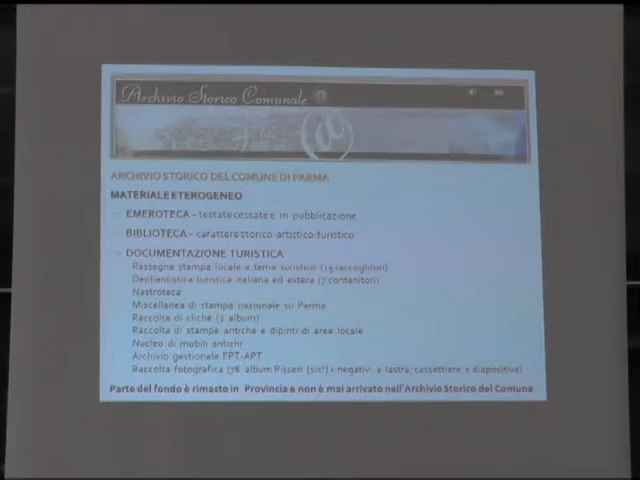 Archivio Storico Comunale
@
ARCHIVIO STORICO DEL COMUNE DI PARMA
MATERIALE ETEROGENEO
EMEROTECA – testate cessate e in pubblicazione
BIBLIOTECA – carattere storico-artistico-turistico
DOCUMENTAZIONE TURISTICA
Rassegna stampa locale a tema turistico (15 raccoglitori)
Deplientistica turistica italiana ed estera (7 contenitori)
Nastroteca
Miscellanea di stampa nazionale su Parma
Raccolta di cliché (2 album)
Raccolta di stampe antiche e dipinti di area locale
Nucleo di mobili antichi
Archivio gestionale EPT-APT
Raccolta fotografica (78 album Pissen [sic!] + negativi a lastra, cassettiere e diapositive)
Parte del fondo è rimasto in Provincia e non è mai arrivato nell'Archivio Storico del Comune